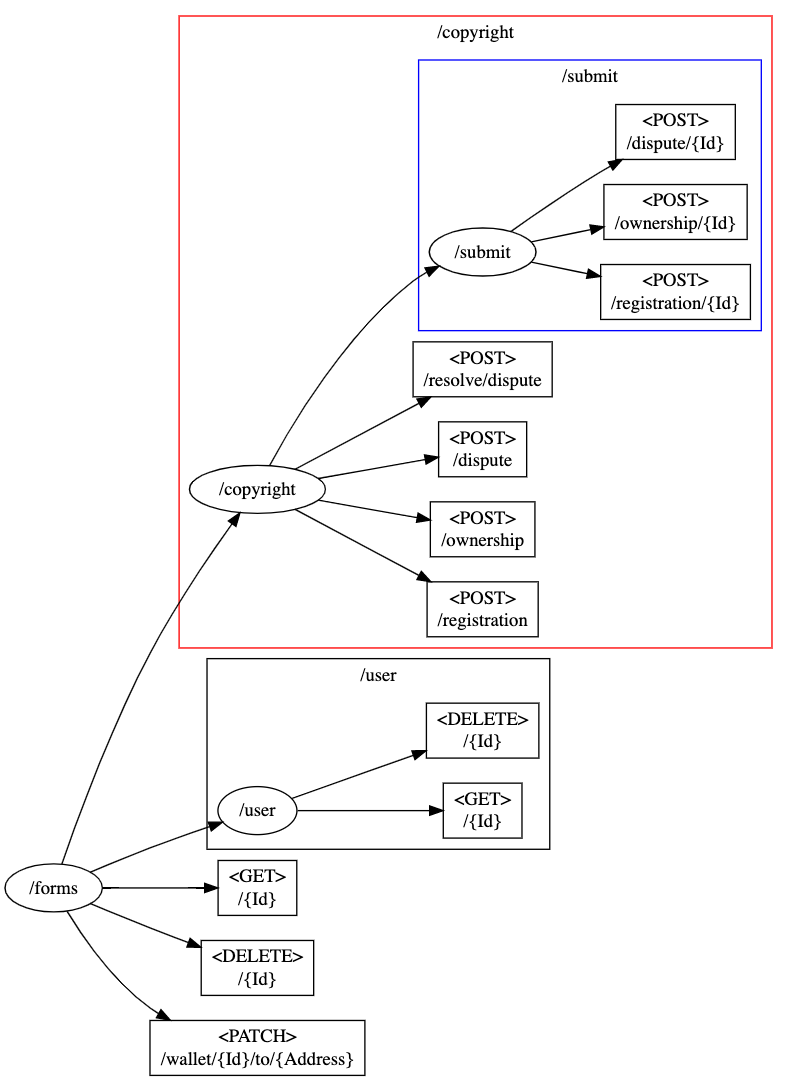 /copyright
/submit
<POST>
/dispute/{Id}
<POST>
/ownership/{Id}
/submit
<POST>
/registration/{Id}
<POST>
/resolve/dispute
<POST>
/dispute
/copyright
<POST>
/ownership
<POST>
/registration
/user
<DELETE>
/{Id}
/user
<GET>
/{Id}
/forms
<GET>
/{Id}
<DELETE>
/{Id}
<PATCH>
/wallet/{Id}/to/{Address}